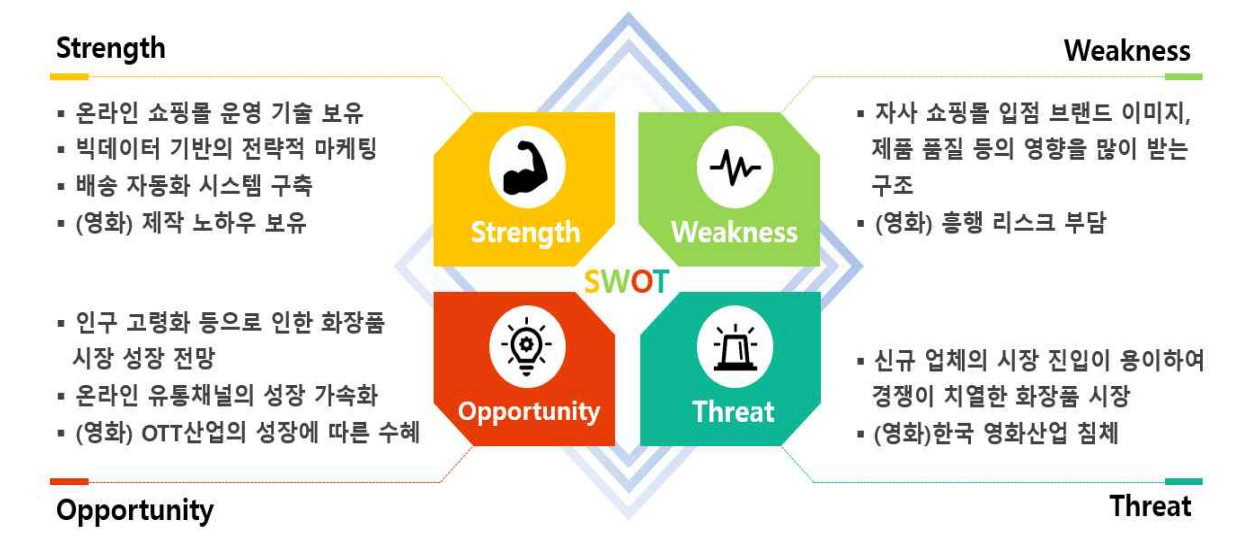 Strength
▪ 온라인 쇼핑몰 운영 기술 보유
▪ 빅데이터 기반의 전략적 마케팅
▪ 배송 자동화 시스템 구축
▪ (영화) 제작 노하우 보유
Weakness
▪ 자사 쇼핑몰 입점 브랜드 이미지,
제품 품질 등의 영향을 많이 받는
구조
▪ (영화) 흥행 리스크 부담
Strength
Weakness
SWOT
Opportunity
Threat
▪ 인구 고령화 등으로 인한 화장품
시장 성장 전망
▪ 온라인 유통채널의 성장 가속화
▪ (영화) OTT산업의 성장에 따른 수혜
Opportunity
▪ 신규 업체의 시장 진입이 용이하여
경쟁이 치열한 화장품 시장
▪ (영화)한국 영화산업 침체
Threat